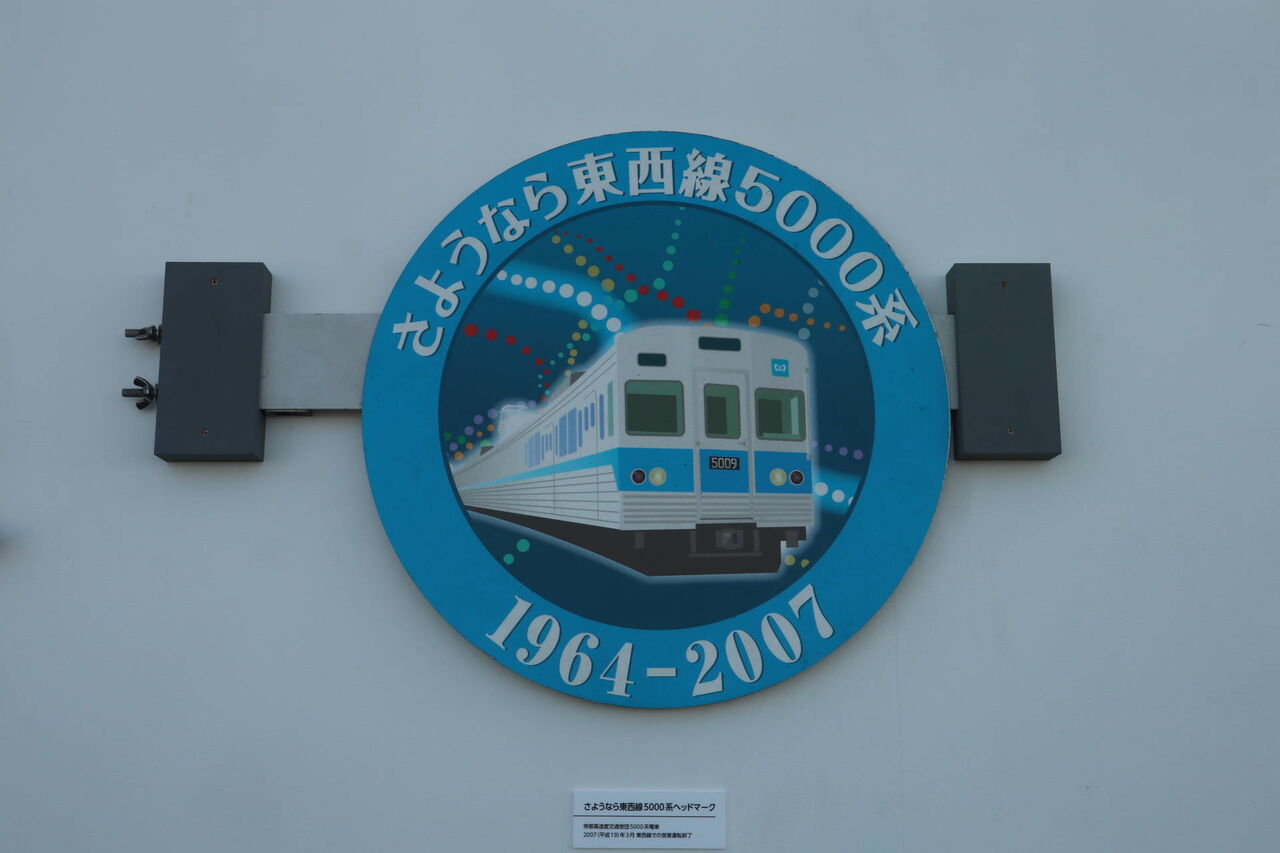 さようなら東西線5000系
5009
1964-2007
さようなら東西線5000系ヘッドマーク
帝都高速度交通営団5000系電車
2007(平成19)年3月 東西線での営業運転終了